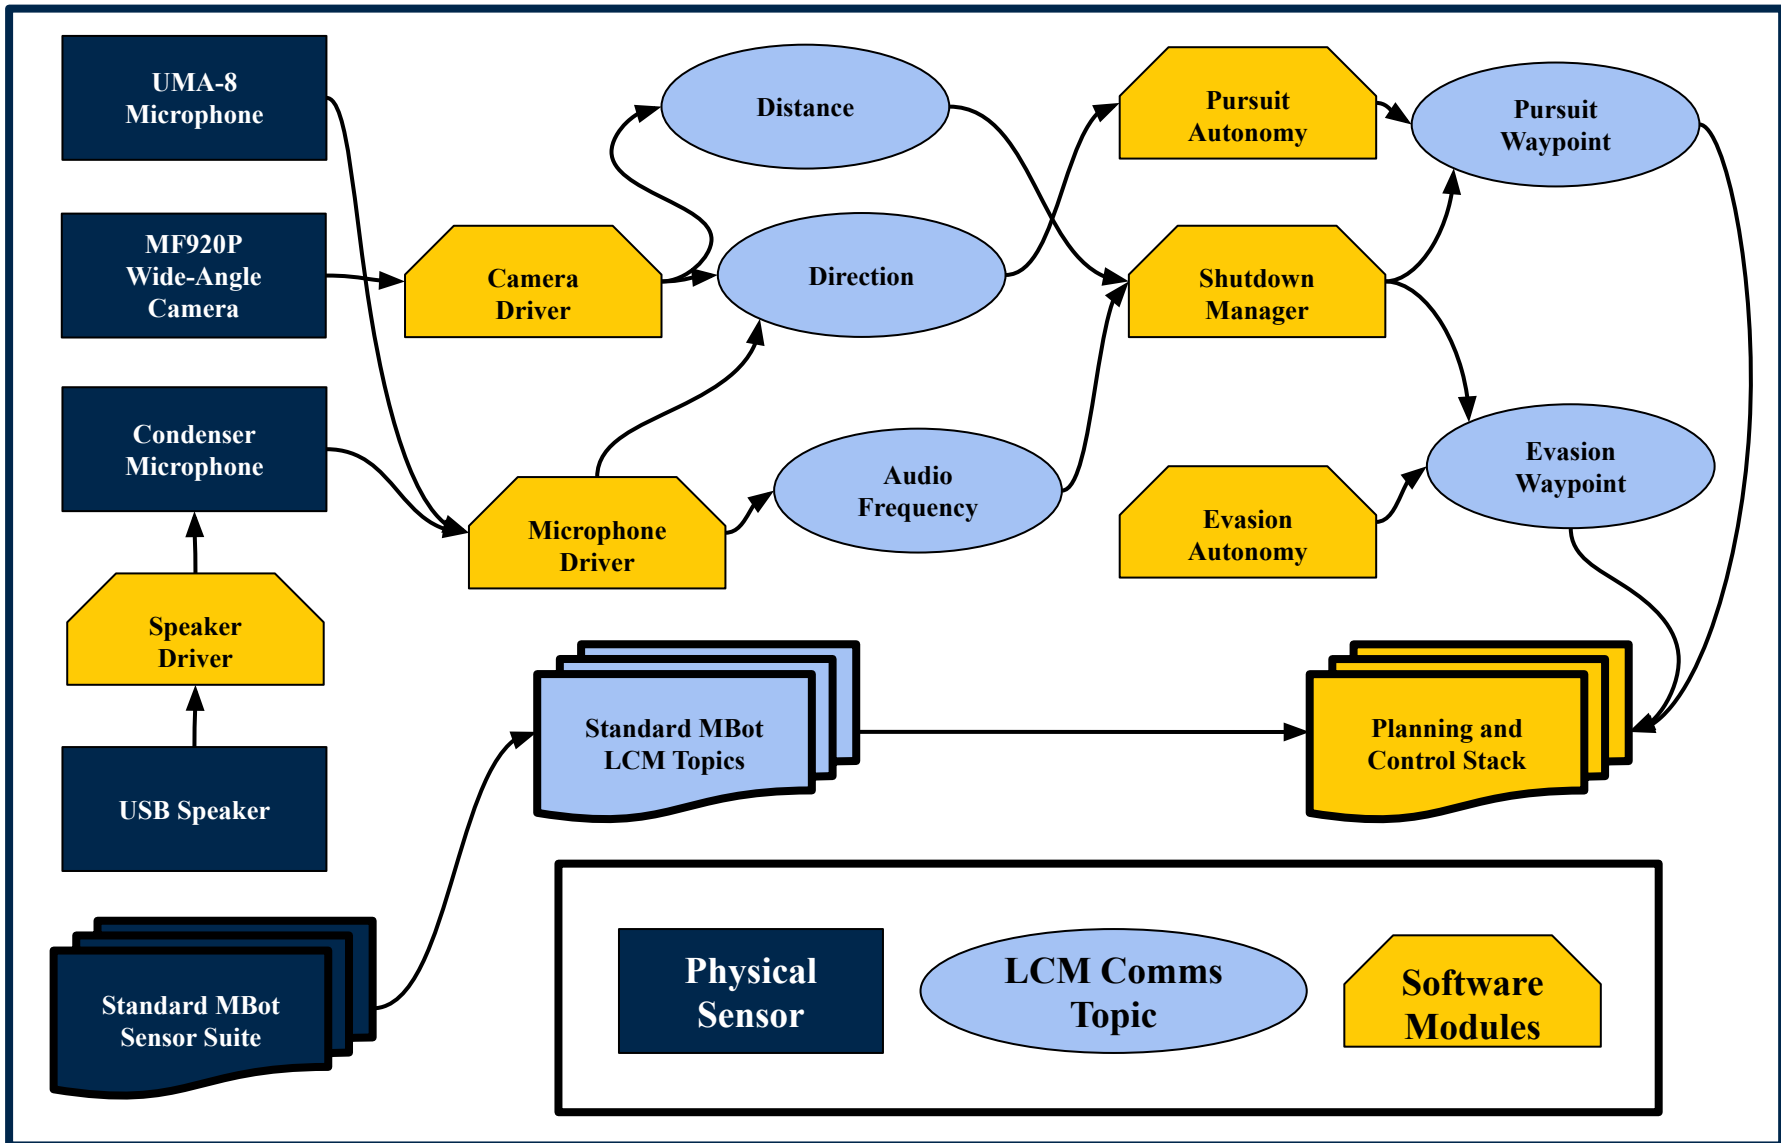 UMA-8
Microphone
Distance
Pursuit
Autonomy
Pursuit
Waypoint
MF920P
Wide-Angle
Camera
Camera
Driver
Direction
Shutdown
Manager
Condenser
Microphone
Microphone
Driver
Audio
Frequency
Evasion
Autonomy
Evasion
Waypoint
Speaker
Driver
USB Speaker
Standard MBot
LCM Topics
Planning and
Control Stack
Standard MBot
Sensor Suite
Physical
Sensor
LCM Comms
Topic
Software
Modules